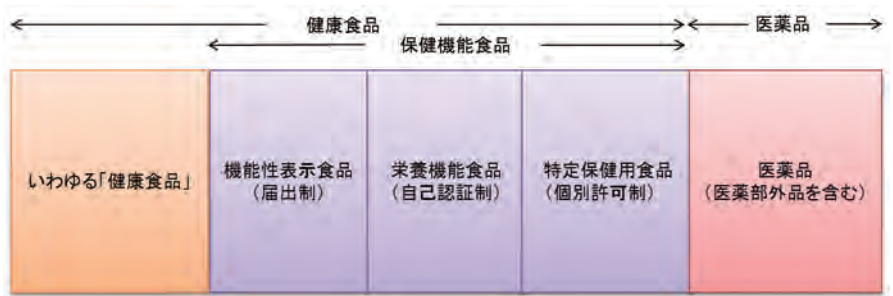 健康食品
医薬品
保健機能食品
いわゆる「健康食品」
機能性表示食品
（届出制）
栄養機能食品
（自己認証制）
特定保健用食品
（個別許可制）
医薬品
（医薬部外品を含む）